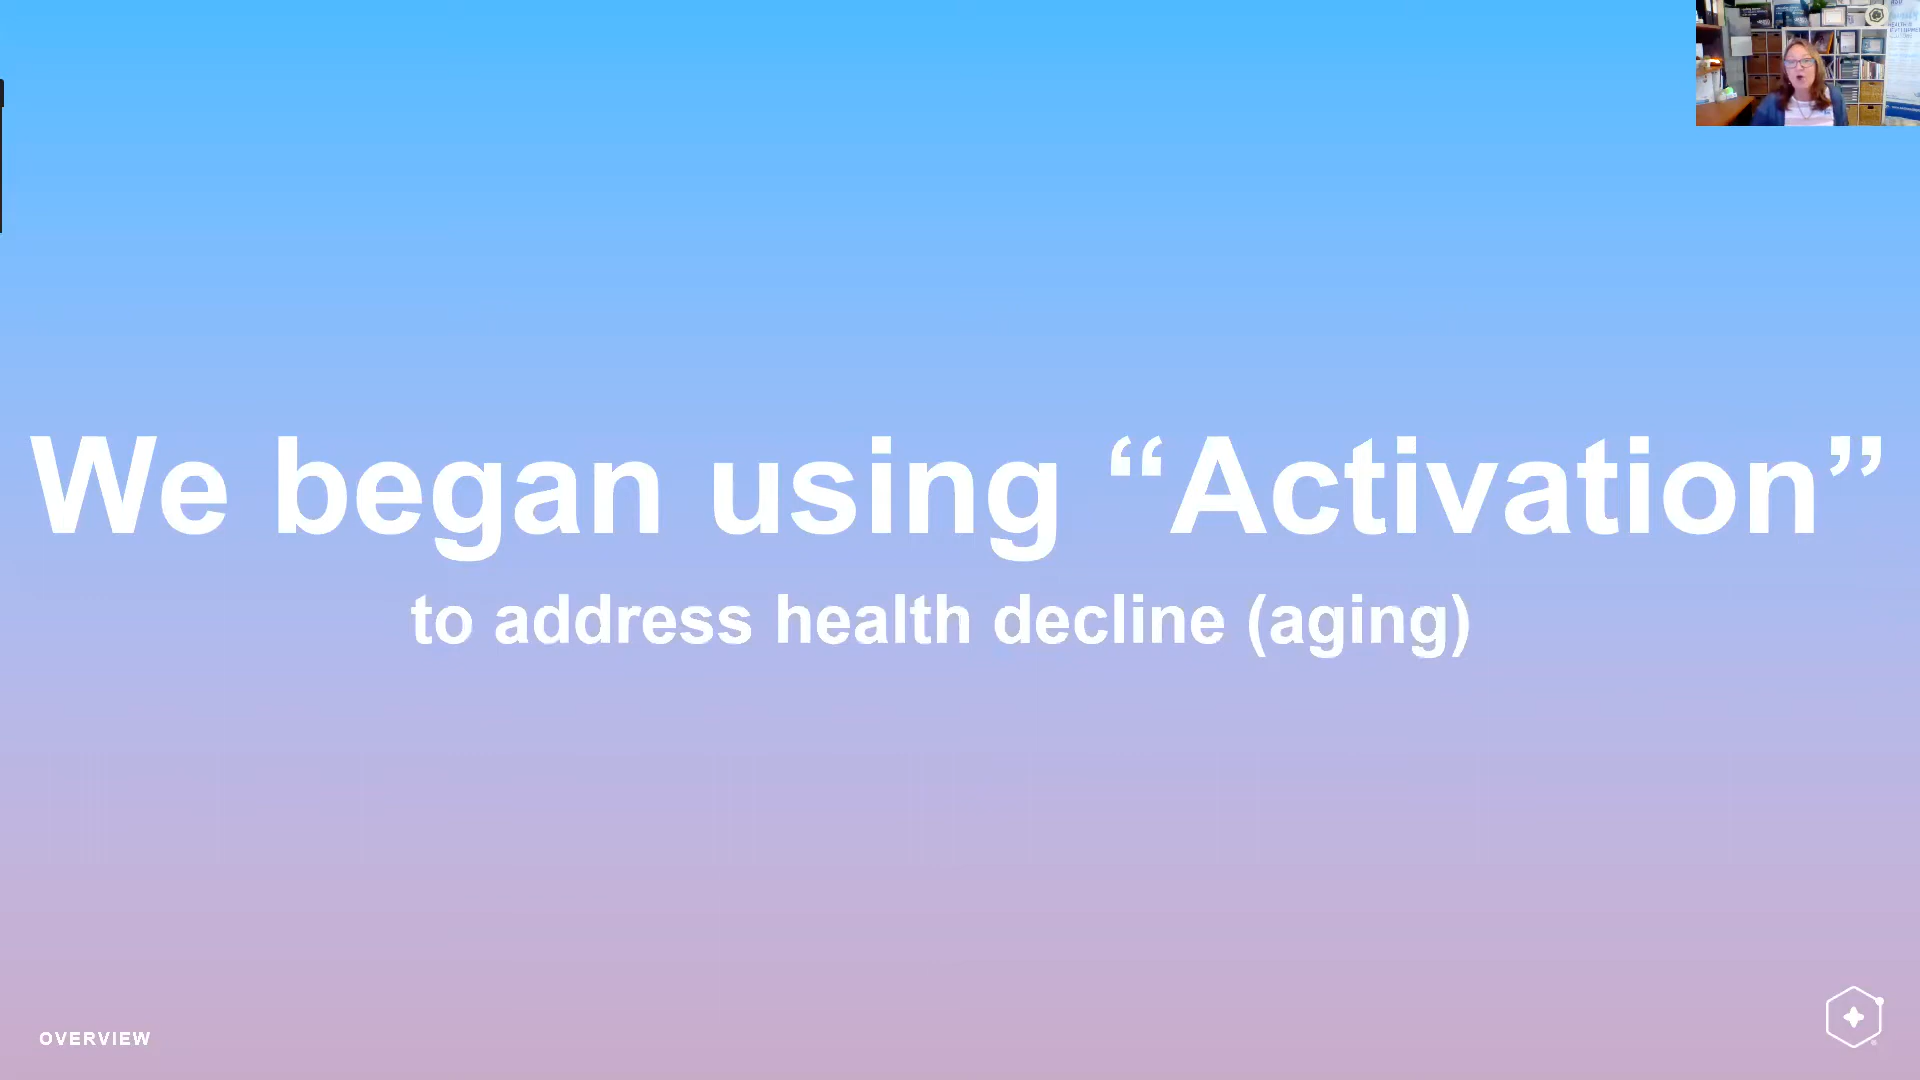 We began using “Activation”
to address health decline (aging)
OVERVIEW